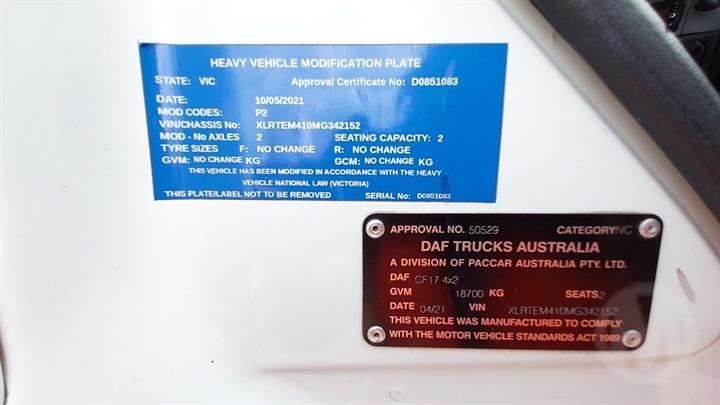 HEAVY VEHICLE MODIFICATION PLATE
STATE: VIC Approval Certificate No: D0851083
DATE: 10/05/2021
MOD CODES: P2
VIN/CHASSIS No: XLRTEM410MG342152
MOD - No AXLES 2 SEATING CAPACITY: 2
TYRE SIZES F: NO CHANGE R: NO CHANGE
GVM: NO CHANGE KG GCM: NO CHANGE KG
THIS VEHICLE HAS BEEN MODIFIED IN ACCORDANCE WITH THE HEAVY
VEHICLE NATIONAL LAW (VICTORIA)
THIS PLATE/LABEL NOT TO BE REMOVED SERIAL No: D0851083
APPROVAL NO. 50529 CATEGORY NC
DAF TRUCKS AUSTRALIA
A DIVISION OF PACCAR AUSTRALIA PTY. LTD.
DAF CF17 4x2
GVM 18700 KG SEATS 2
DATE 04/21 VIN XLRTEM410MG342152
THIS VEHICLE WAS MANUFACTURED TO COMPLY
WITH THE MOTOR VEHICLE STANDARDS ACT 1989